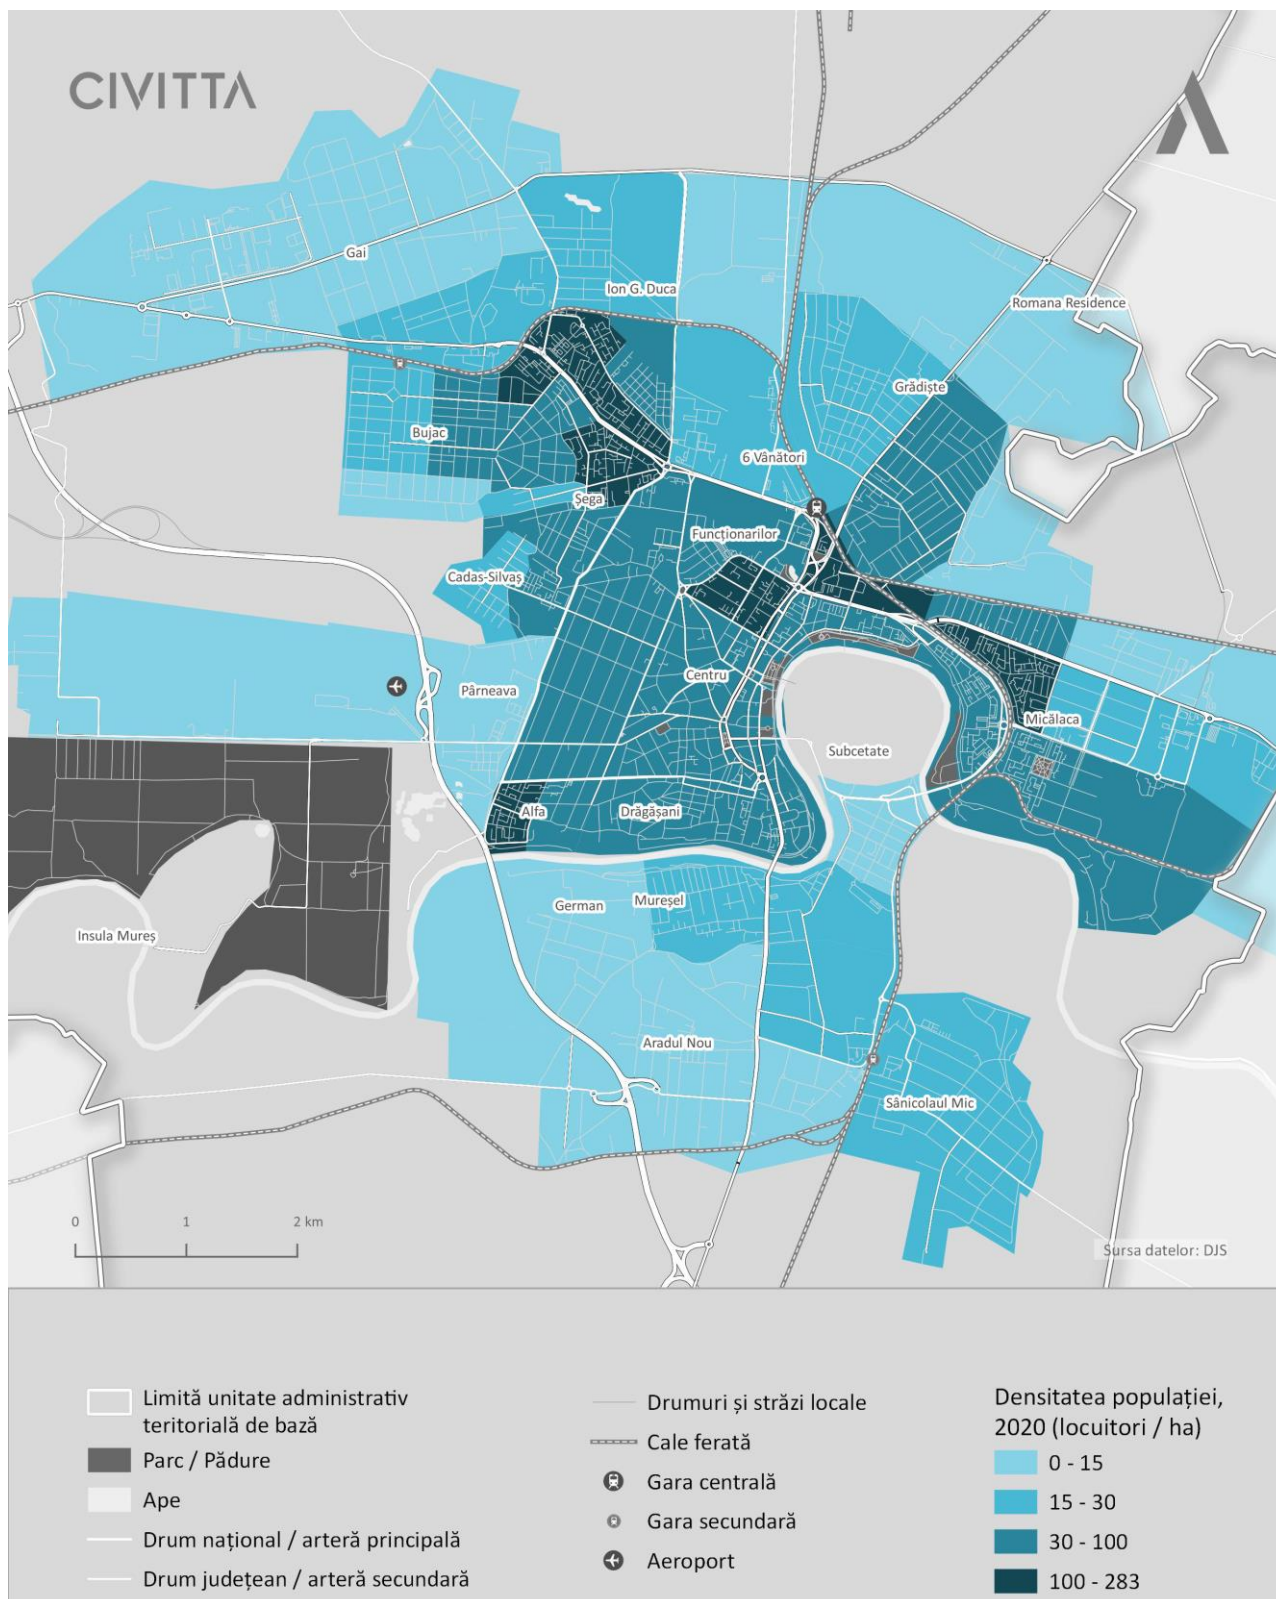 CIVITTA
Gai
Ion G. Duca
Romana Residence
Grădiște
Bujac
6 Vânători
Șega
Funcționarilor
Cadas-Silvaș
Centru
Pârneava
Micălaca
Subcetate
Alfa
Drăgășani
German
Mureșel
Insula Mureș
Aradul Nou
Sânicolaul Mic
0 1 2 km
Sursa datelor: DJS
Limită unitate administrativ
teritorială de bază
Parc / Pădure
Ape
Drum național / arteră principală
Drum județean / arteră secundară
Drumuri și străzi locale
Cale ferată
Gara centrală
Gara secundară
Aeroport
Densitatea populației,
2020 (locuitori / ha)
0 - 15
15 - 30
30 - 100
100 - 283